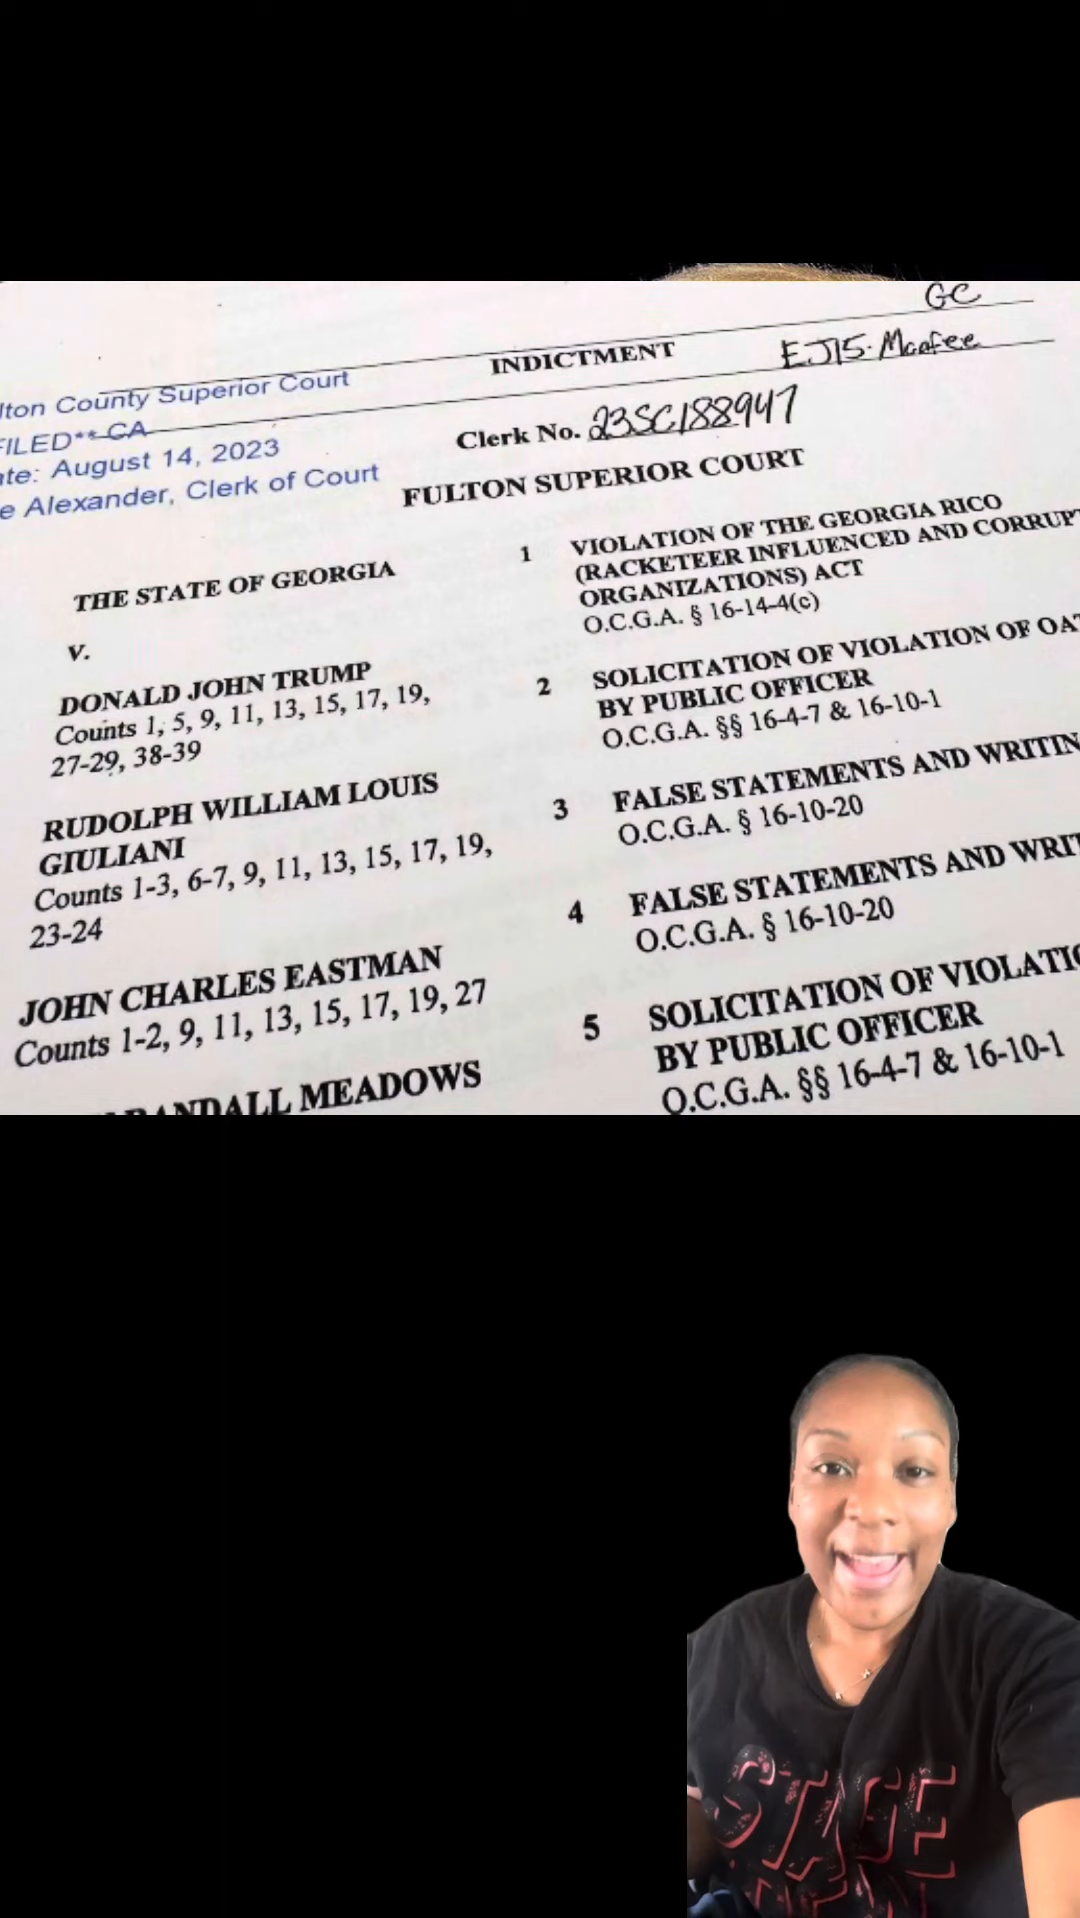 GC
INDICTMENT
EJ15. Mcafee
lton County Superior Court
FILED** CA
ate: August 14, 2023
e Alexander, Clerk of Court
Clerk No. 23SC188947
FULTON SUPERIOR COURT
THE STATE OF GEORGIA
v.
DONALD JOHN TRUMP
Counts 1, 5, 9, 11, 13, 15, 17, 19,
27-29, 38-39
RUDOLPH WILLIAM LOUIS
GIULIANI
Counts 1-3, 6-7, 9, 11, 13, 15, 17, 19,
23-24
JOHN CHARLES EASTMAN
Counts 1-2, 9, 11, 13, 15, 17, 19, 27
RANDALL MEADOWS
1 VIOLATION OF THE GEORGIA RICO
(RACKETEER INFLUENCED AND CORRUPT
ORGANIZATIONS) ACT
O.C.G.A. § 16-14-4(c)
2 SOLICITATION OF VIOLATION OF OAT
BY PUBLIC OFFICER
O.C.G.A. §§ 16-4-7 & 16-10-1
3 FALSE STATEMENTS AND WRITIN
O.C.G.A. § 16-10-20
4 FALSE STATEMENTS AND WRIT
O.C.G.A. § 16-10-20
5 SOLICITATION OF VIOLATIO
BY PUBLIC OFFICER
O.C.G.A. §§ 16-4-7 & 16-10-1
STAGE